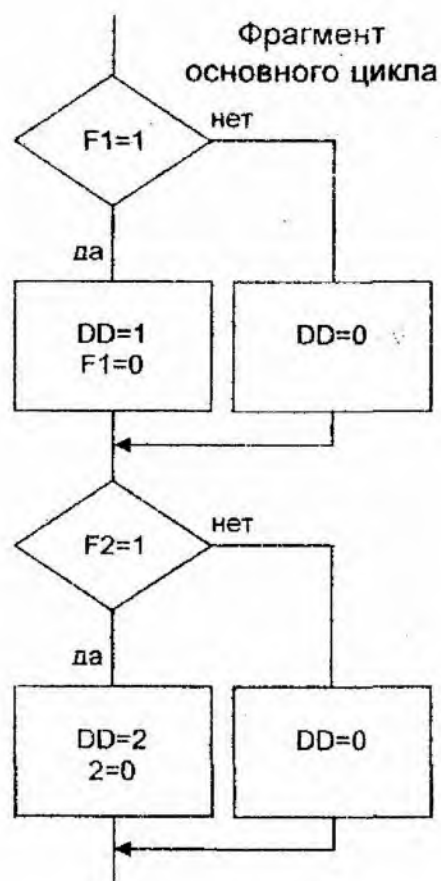 Фрагмент
основного цикла
F1=1
нет
да
DD=1
F1=0
DD=0
F2=1
нет
да
DD=2
2=0
DD=0